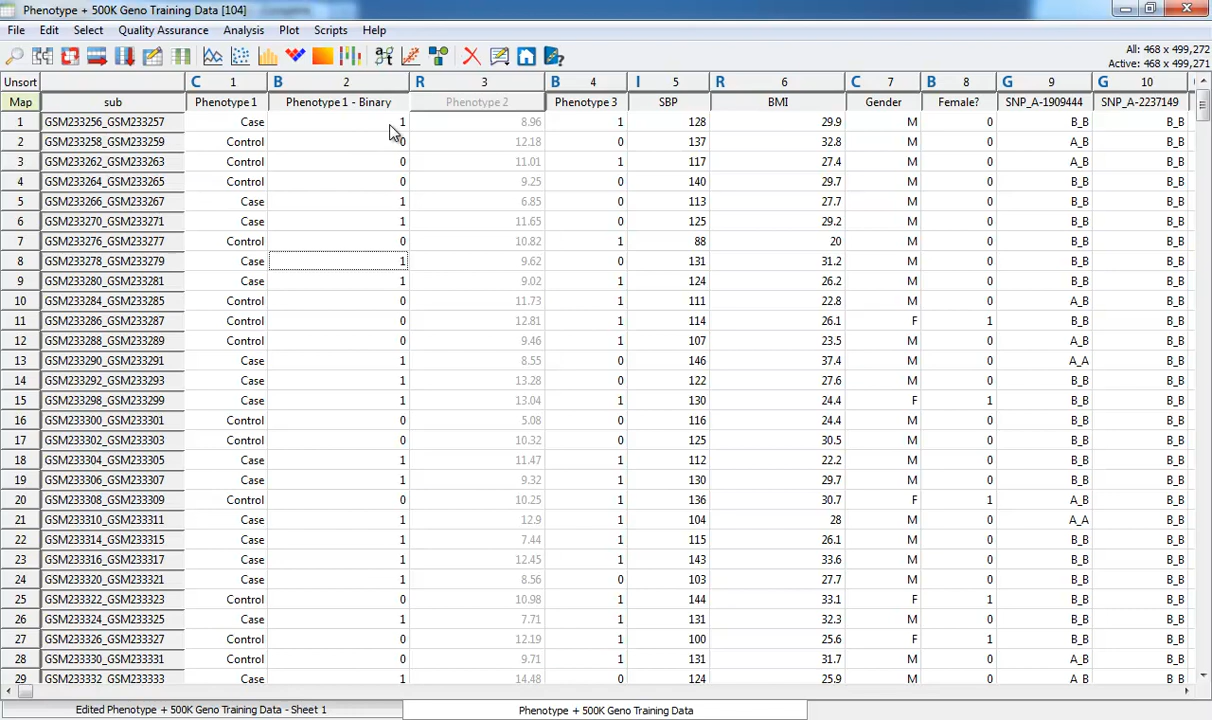 Phenotype + 500K Geno Training Data [104]
File Edit Select Quality Assurance Analysis Plot Scripts Help
All: 468 x 499,271
Active: 468 x 499,271
Unsort C 1 B 2 R 3 B 4 I 5 R 6 C 7 B 8 G 9 G 10
Map sub Phenotype 1 Phenotype 1 - Binary Phenotype 2 Phenotype 3 SBP BMI Gender Female? SNP_A-1909444 SNP_A-2237149
1 GSM233256_GSM233257 Case 1 8.96 1 128 29.9 M 0 B_B B_B
2 GSM233258_GSM233259 Control 0 12.18 0 137 32.8 M 0 A_B B_B
3 GSM233262_GSM233263 Control 0 11.01 1 117 27.4 M 0 B_B B_B
4 GSM233264_GSM233265 Control 0 9.25 0 140 29.7 M 0 B_B B_B
5 GSM233266_GSM233267 Case 1 6.85 0 113 27.7 M 0 B_B B_B
6 GSM233270_GSM233271 Case 1 11.65 0 125 29.2 M 0 B_B B_B
7 GSM233276_GSM233277 Control 0 10.82 1 88 20 M 0 B_B B_B
8 GSM233278_GSM233279 Case 1 9.62 0 131 31.2 M 0 B_B B_B
9 GSM233280_GSM233281 Case 1 9.02 1 124 26.2 M 0 B_B B_B
10 GSM233284_GSM233285 Control 0 11.73 1 111 22.8 M 0 A_B B_B
11 GSM233286_GSM233287 Control 0 12.81 1 114 26.1 F 1 B_B B_B
12 GSM233288_GSM233289 Control 0 9.46 1 107 23.5 M 0 A_B B_B
13 GSM233290_GSM233291 Case 1 8.55 0 146 37.4 M 0 A_A B_B
14 GSM233292_GSM233293 Case 1 13.28 0 122 27.6 M 0 B_B B_B
15 GSM233298_GSM233299 Case 1 13.04 1 130 24.4 F 1 B_B B_B
16 GSM233300_GSM233301 Control 0 5.08 0 116 24.4 M 0 A_B B_B
17 GSM233302_GSM233303 Control 0 10.32 0 125 30.5 M 0 A_B B_B
18 GSM233304_GSM233305 Case 1 11.47 1 112 22.2 M 0 B_B B_B
19 GSM233306_GSM233307 Case 1 9.32 1 130 29.7 M 0 B_B B_B
20 GSM233308_GSM233309 Control 0 10.25 1 136 30.7 F 1 A_B B_B
21 GSM233310_GSM233311 Case 1 12.9 1 104 28 M 0 A_A B_B
22 GSM233314_GSM233315 Case 1 7.44 1 115 26.1 M 0 B_B B_B
23 GSM233316_GSM233317 Case 1 12.45 1 143 33.6 M 0 B_B B_B
24 GSM233320_GSM233321 Case 1 8.56 0 103 27.7 M 0 B_B B_B
25 GSM233322_GSM233323 Control 0 10.98 1 144 33.1 F 1 B_B B_B
26 GSM233324_GSM233325 Case 1 7.71 1 131 32.3 M 0 B_B B_B
27 GSM233326_GSM233327 Control 0 12.19 1 100 25.6 F 1 B_B B_B
28 GSM233330_GSM233331 Control 0 9.71 1 131 31.7 M 0 A_B B_B
29 GSM233332_GSM233333 Case 1 14.48 0 124 25.9 M 0 A_B B_B
Edited Phenotype + 500K Geno Training Data - Sheet 1 Phenotype + 500K Geno Training Data